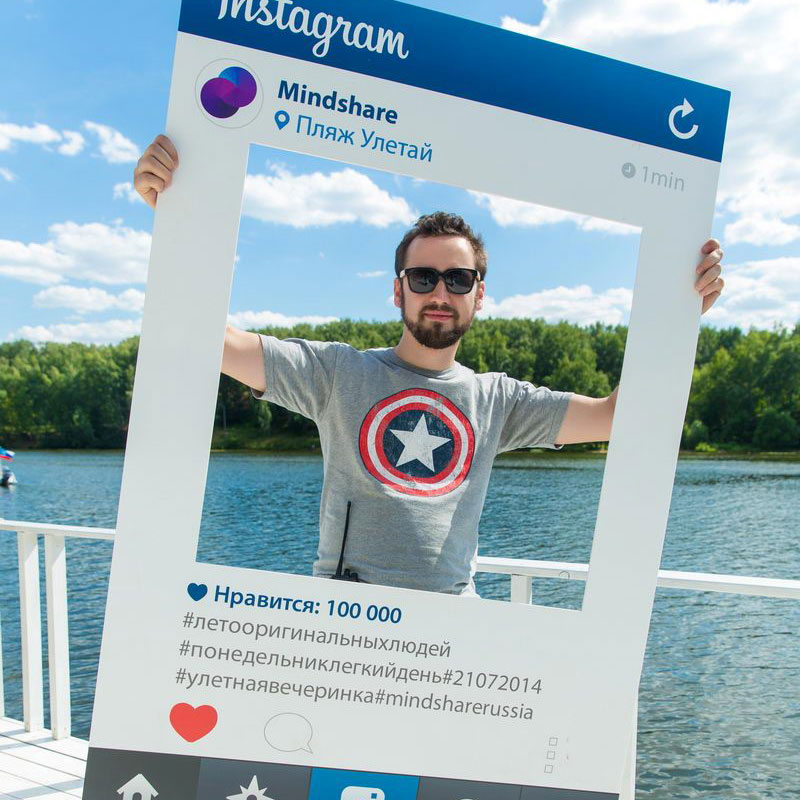 Instagram
Mindshare
Пляж Улетай
1min
Нравится: 100 000
#летооригинальныхлюдей
#понедельниклегкийдень#21072014
#улетнаявечеринка#mindsharerussia